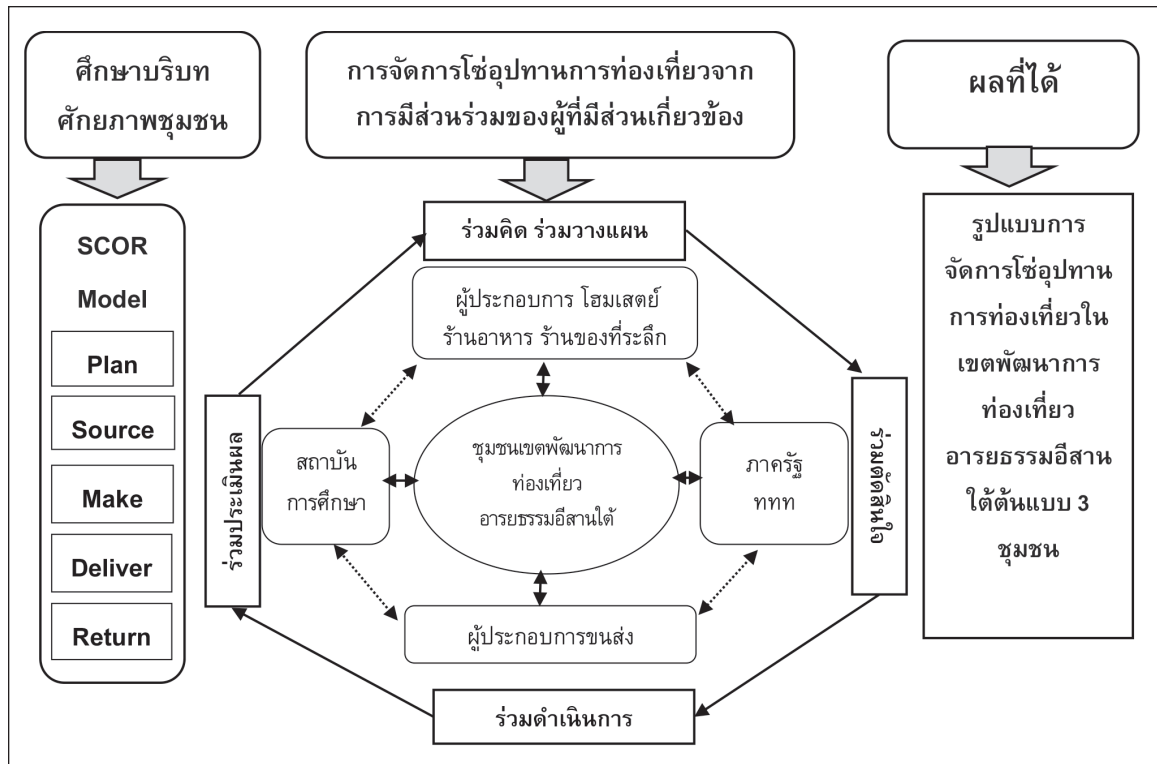 ศึกษาบริบท
ศักยภาพชุมชน
SCOR
Model
Plan
Source
Make
Deliver
Return
การจัดการโซ่อุปทานการท่องเที่ยวจาก
การมีส่วนร่วมของผู้ที่มีส่วนเกี่ยวข้อง
ร่วมคิด ร่วมวางแผน
ผู้ประกอบการ โฮมเสตย์
ร้านอาหาร ร้านของที่ระลึก
ร่วมประเมินผล
สถาบัน
การศึกษา
ชุมชนเขตพัฒนาการ
ท่องเที่ยว
อารยธรรมอีสานใต้
ภาครัฐ
ททท
ร่วมตัดสินใจ
ผู้ประกอบการขนส่ง
ร่วมดำเนินการ
ผลที่ได้
รูปแบบการ
จัดการโซ่อุปทาน
การท่องเที่ยวใน
เขตพัฒนาการ
ท่องเที่ยว
อารยธรรมอีสาน
ใต้ต้นแบบ 3
ชุมชน